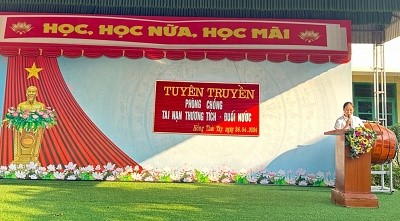 HỌC, HỌC NỮA, HỌC MÃI
TUYÊN TRUYỀN
PHÒNG CHỐNG
TAI NẠN THƯƠNG TÍCH - ĐUỐI NƯỚC